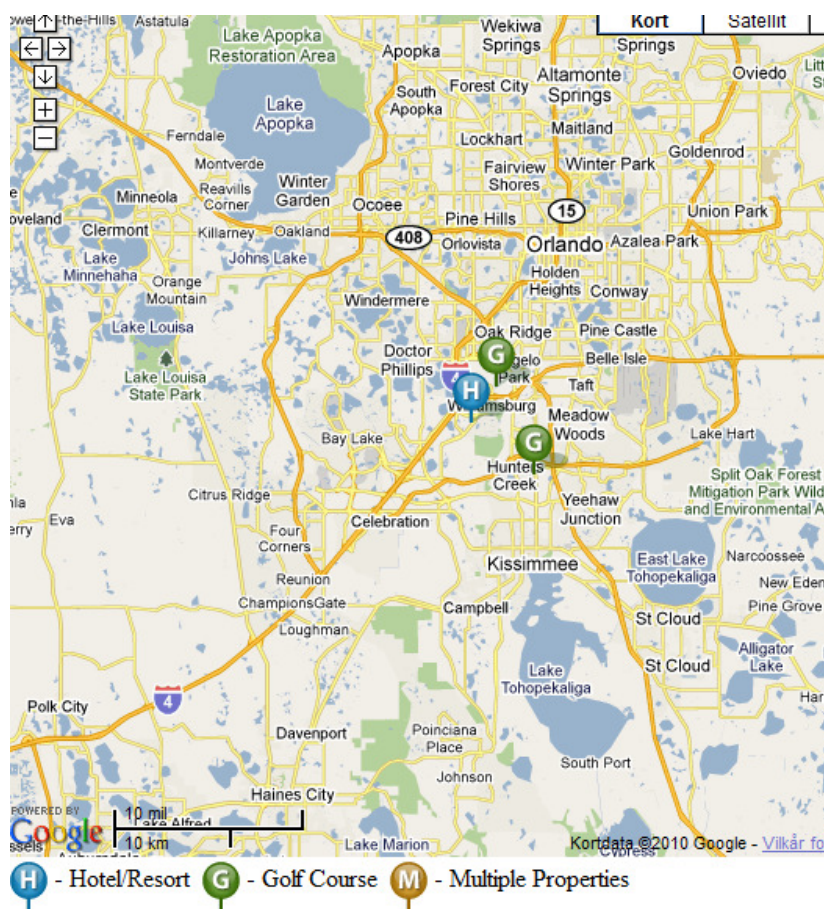 Kort
Satellit
Astatula
Lake Apopka
Restoration Area
Wekiwa
Springs
Springs
Apopka
Oviedo
Altamonte
Springs
Forest City
South
Apopka
Lake
Apopka
Maitland
Ferndale
Lockhart
Goldenrod
Montverde
Fairview
Shores
Winter Park
Minneola
Reavills
Corner
Winter
Garden
Ocoee
15
Union Park
Pine Hills
Clermont
Killarney
Oakland
408
Orlovista
Orlando
Azalea Park
Johns Lake
Lake
Minnehaha
Holden
Heights
Orange
Mountain
Windermere
Conway
Lake Louisa
Oak Ridge
Pine Castle
Doctor
Phillips
G
Park
Belle Isle
Lake Louisa
State Park
4
H
Taft
Meadow
Woods
Bay Lake
G
Lake Hart
Hunters
Creek
Split Oak Forest
Mitigation Park
and Environmental
Citrus Ridge
Yeehaw
Junction
Eva
Celebration
Four
Corners
East Lake
Tohopekaliga
Narcoossee
Kissimmee
Reunion
ChampionsGate
Campbell
Pine Grove
Loughman
St Cloud
Alligator
Lake
St Cloud
Lake
Tohopekaliga
4
Polk City
Davenport
Poinciana
Place
South Port
Johnson
Haines City
POWERED BY
Google
10 mil
10 km
Lake Alfred
Lake Marion
Cypress
Kortdata ©2010 Google - Vilkår
H - Hotel/Resort G - Golf Course M - Multiple Properties